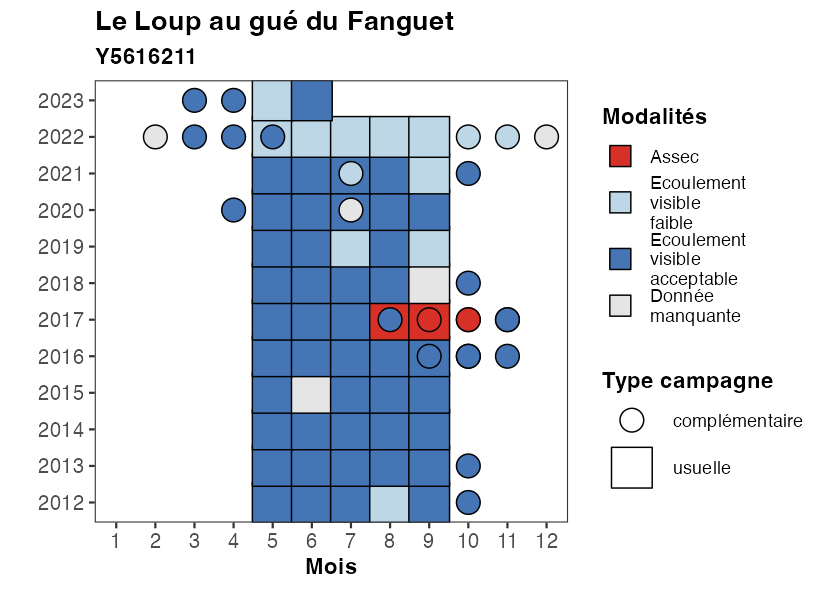 Le Loup au gué du Fanguet
Y5616211
2023
2022
2021
2020
2019
2018
2017
2016
2015
2014
2013
2012
1 2 3 4 5 6 7 8 9 10 11 12
Mois
Modalités
Assec
Ecoulement
visible
faible
Ecoulement
visible
acceptable
Donnée
manquante
Type campagne
complémentaire
usuelle